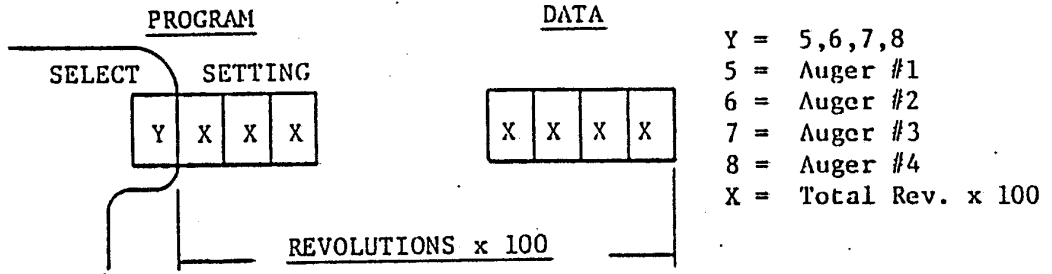 PROGRAM
DATA
SELECT SETTING
Y X X X
X X X X
REVOLUTIONS x 100
Y = 5,6,7,8
5 = Auger #1
6 = Auger #2
7 = Auger #3
8 = Auger #4
X = Total Rev. x 100